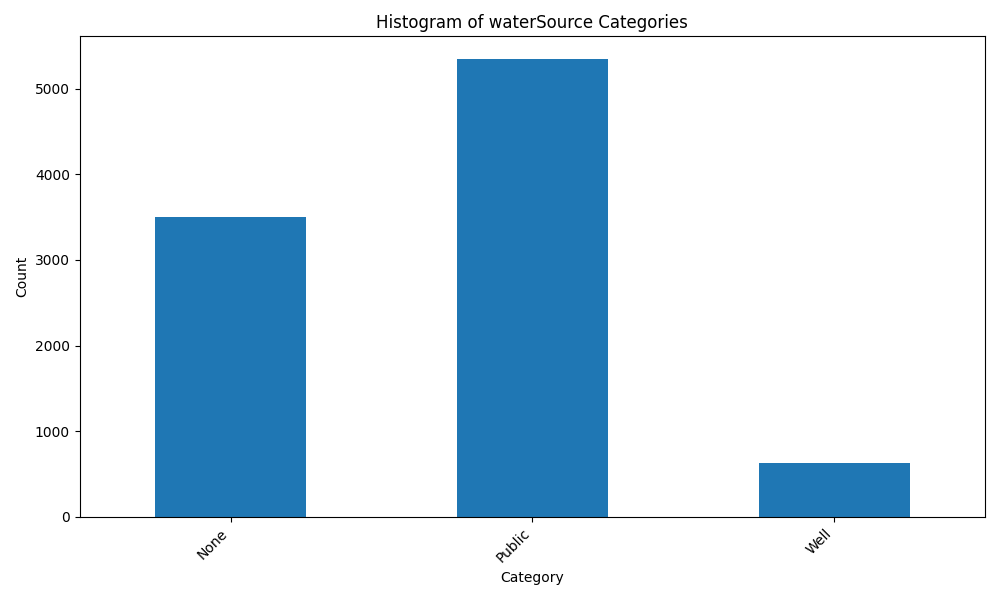 Histogram of waterSource Categories
Count
5000
4000
3000
2000
1000
0
None
Public
Well
Category